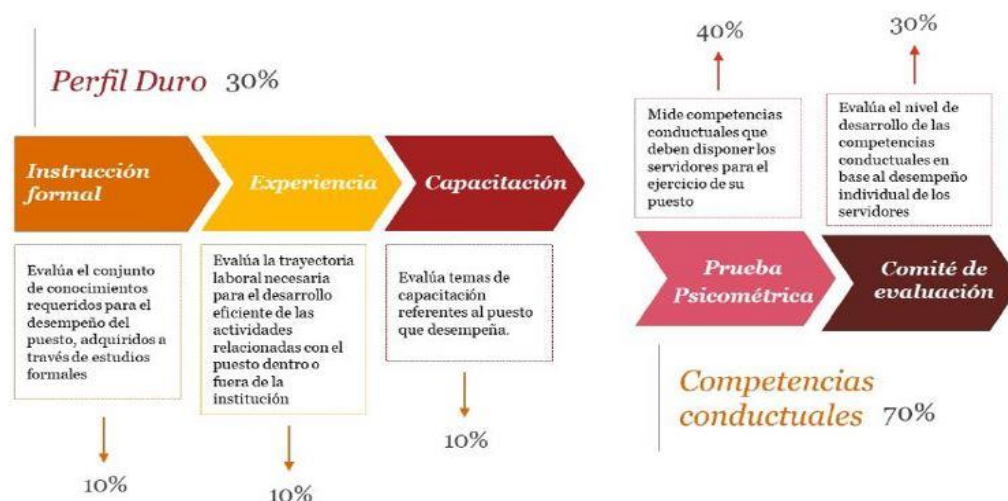 Perfil Duro 30%
Instrucción
formal
Experiencia
Capacitación
Evalúa el conjunto
de conocimientos
requeridos para el
desempeño del
puesto, adquiridos a
través de estudios
formales
10%
Evalúa la trayectoria
laboral necesaria
para el desarrollo
eficiente de las
actividades
relacionadas con el
puesto dentro o
fuera de la
institución
10%
Evalúa temas de
capacitación
referentes al puesto
que desempeña.
10%
40%
Mide competencias
conductuales que
deben disponer los
servidores para el
ejercicio de su
puesto
30%
Evalúa el nivel de
desarrollo de las
competencias
conductuales en
base al desempeño
individual de los
servidores
Prueba
Psicométrica
Comité de
evaluación
Competencias
conductuales 70%